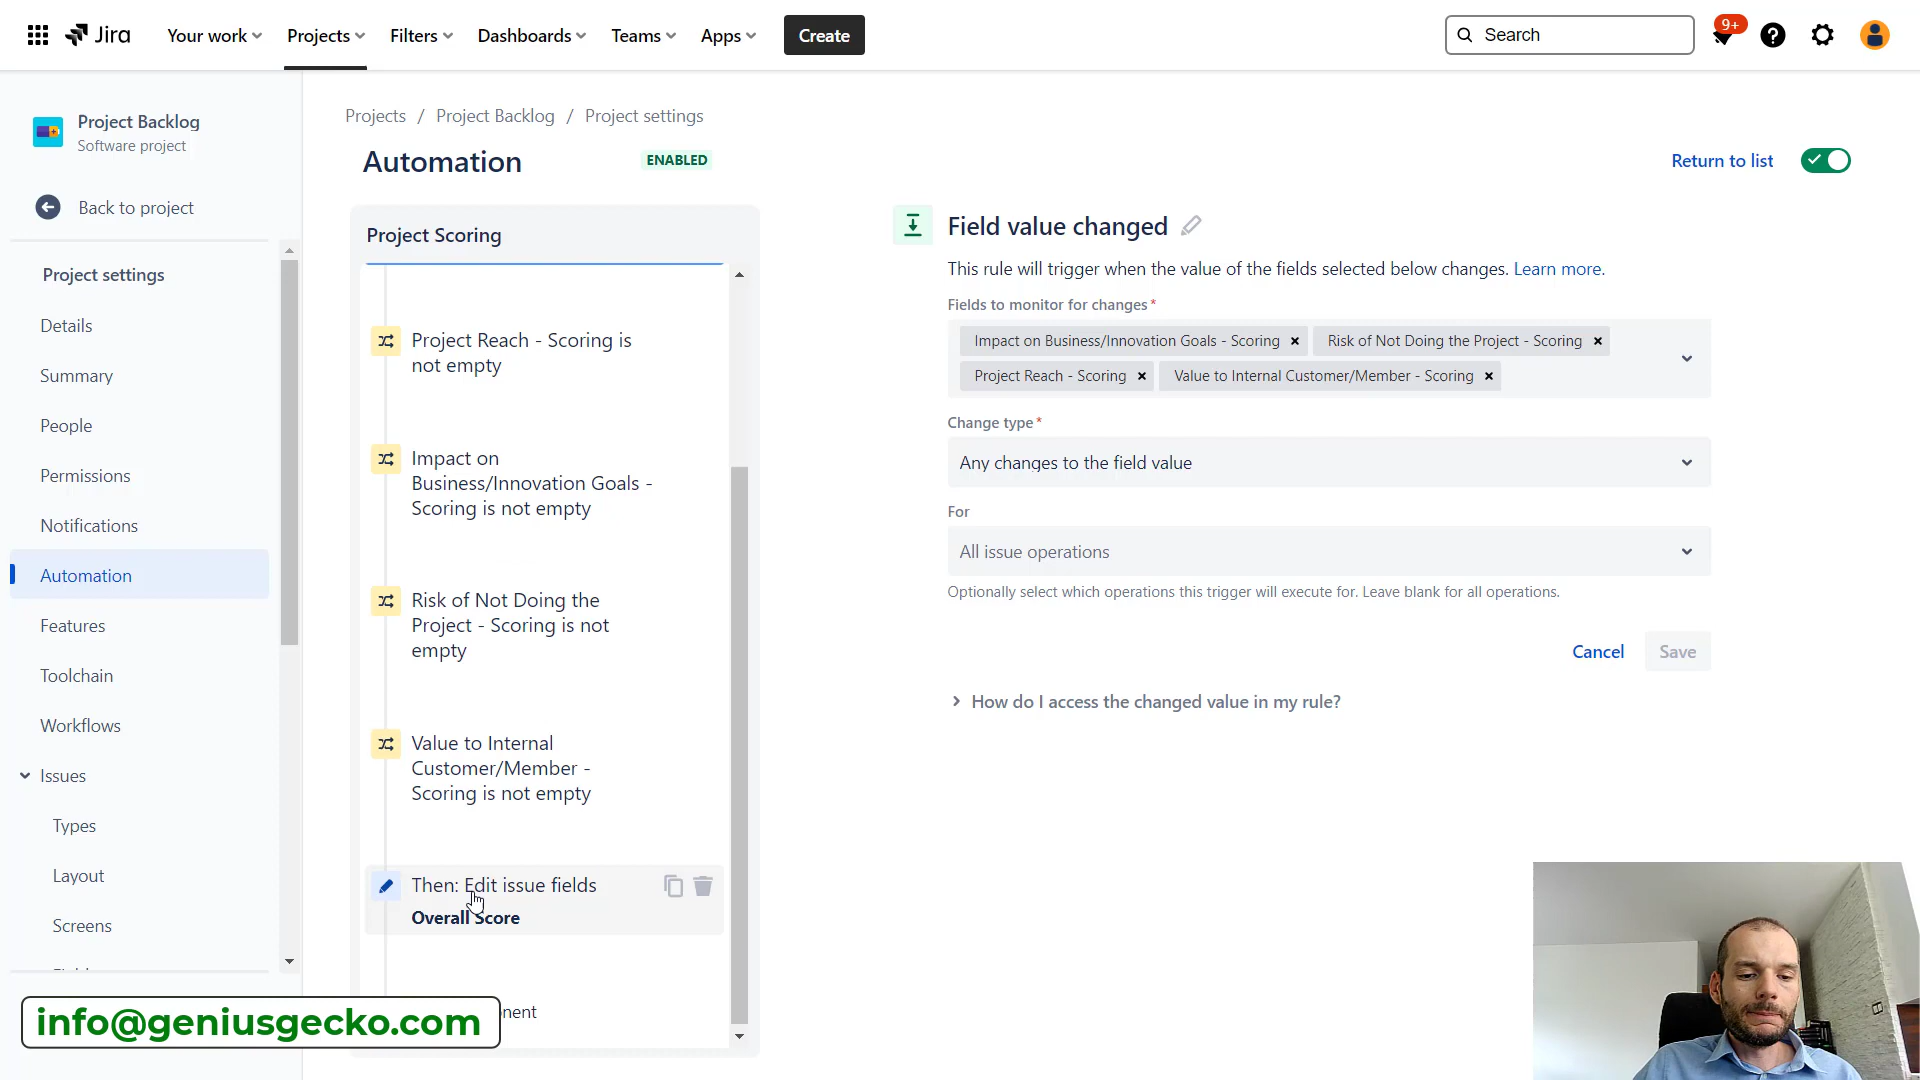 Jira
Your work
Projects
Filters
Dashboards
Teams
Apps
Create
Search
9+
Project Backlog
Software project
Back to project
Project settings
Details
Summary
People
Permissions
Notifications
Automation
Features
Toolchain
Workflows
Issues
Types
Layout
Screens
Projects / Project Backlog / Project settings
Automation
ENABLED
Return to list
Project Scoring
Project Reach - Scoring is
not empty
Impact on
Business/Innovation Goals -
Scoring is not empty
Risk of Not Doing the
Project - Scoring is not
empty
Value to Internal
Customer/Member -
Scoring is not empty
Then: Edit issue fields
Overall Score
Field value changed
This rule will trigger when the value of the fields selected below changes. Learn more.
Fields to monitor for changes*
Impact on Business/Innovation Goals - Scoring
Risk of Not Doing the Project - Scoring
Project Reach - Scoring
Value to Internal Customer/Member - Scoring
Change type*
Any changes to the field value
For
All issue operations
Optionally select which operations this trigger will execute for. Leave blank for all operations.
Cancel
Save
How do I access the changed value in my rule?
info@geniusgecko.com